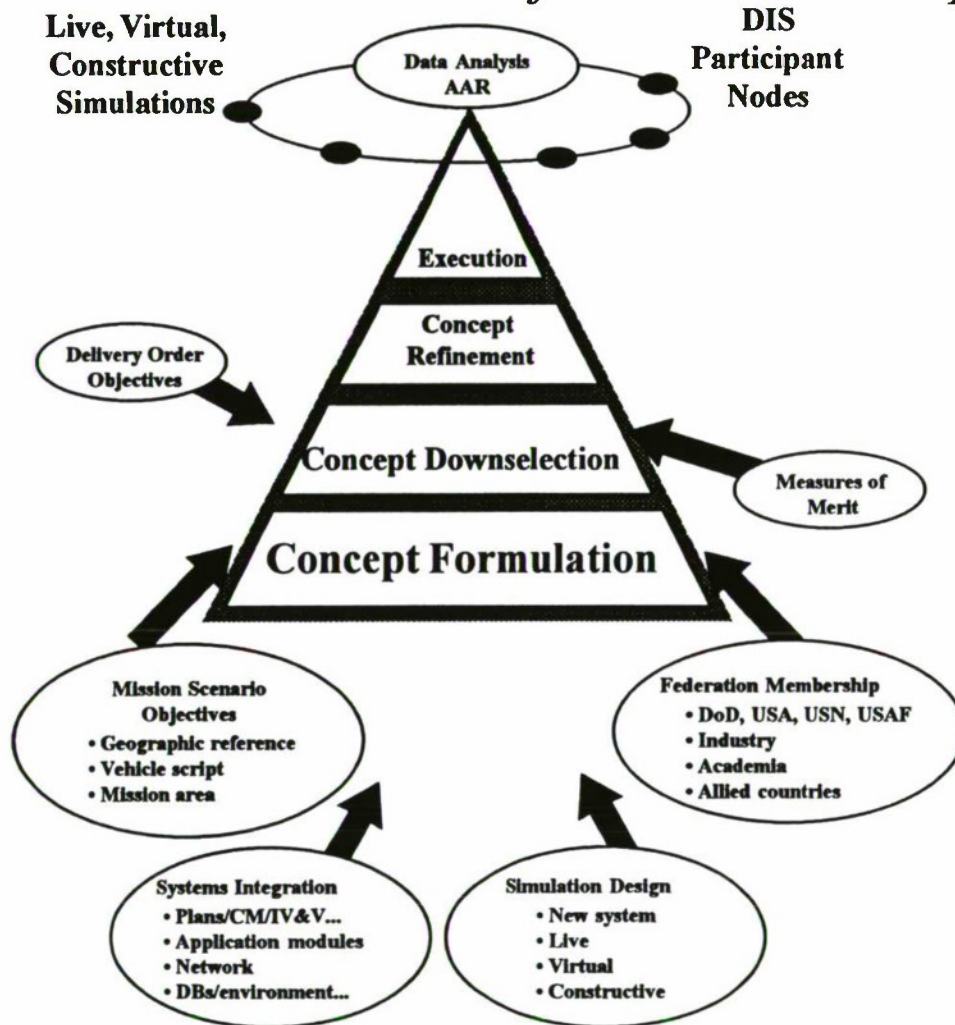 Live, Virtual,
Constructive
Simulations
DIS
Participant
Nodes
Data Analysis
AAR
Execution
Concept
Refinement
Delivery Order
Objectives
Concept Downselection
Measures of
Merit
Concept Formulation
Mission Scenario
Objectives
• Geographic reference
• Vehicle script
• Mission area
Federation Membership
• DoD, USA, USN, USAF
• Industry
• Academia
• Allied countries
Systems Integration
• Plans/CM/IV&V...
• Application modules
• Network
• DBs/environment...
Simulation Design
• New system
• Live
• Virtual
• Constructive